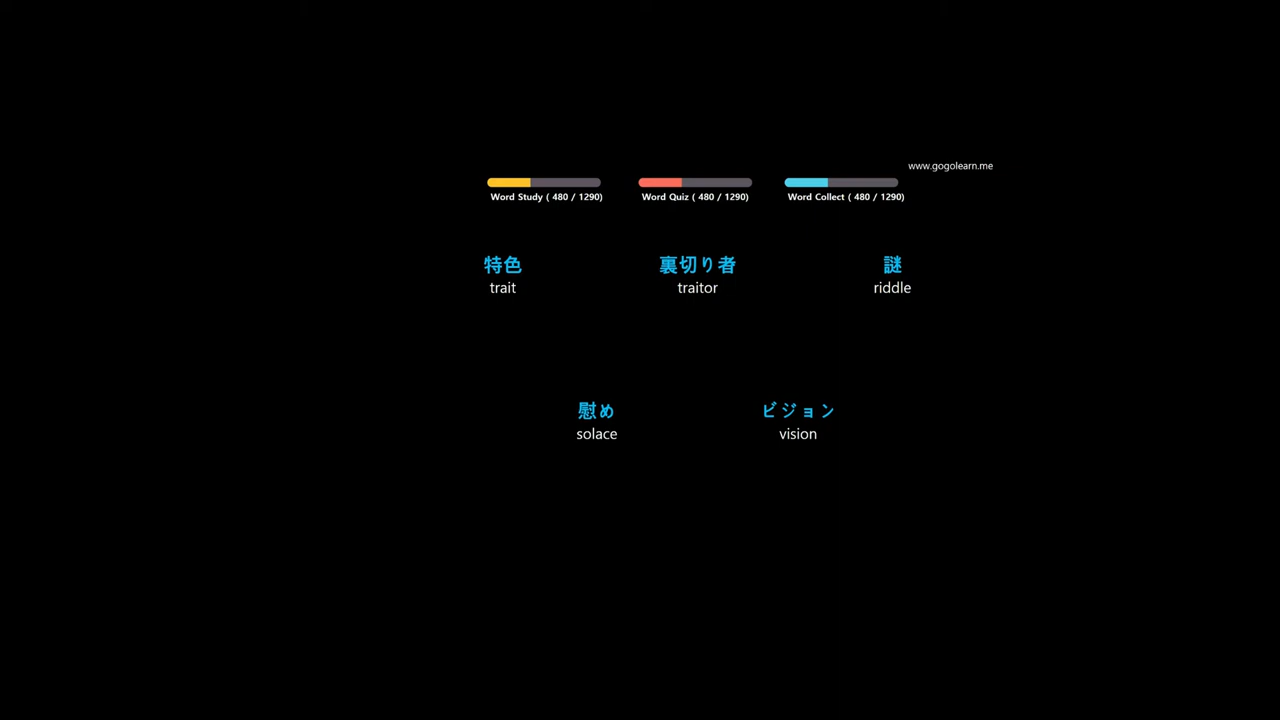 www.gogolearn.me
Word Study ( 480 / 1290)
Word Quiz ( 480 / 1290)
Word Collect ( 480 / 1290)
特色
trait
裏切り者
traitor
謎
riddle
慰め
solace
ビジョン
vision